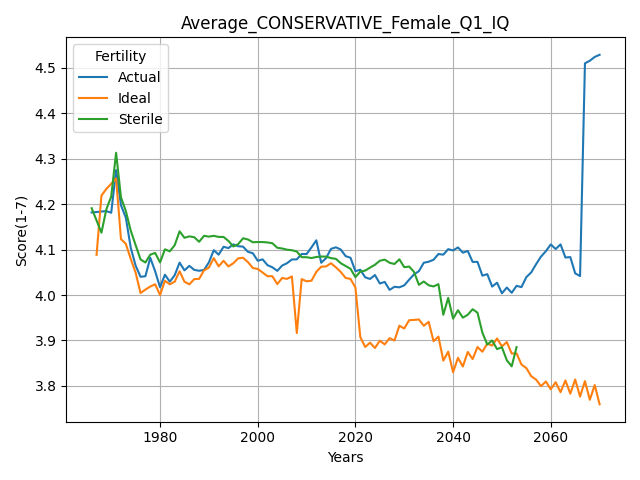 Average_CONSERVATIVE_Female_Q1_IQ
Fertility
Actual
Ideal
Sterile
Score(1-7)
4.5
4.4
4.3
4.2
4.1
4.0
3.9
3.8
1980
2000
2020
2040
2060
Years